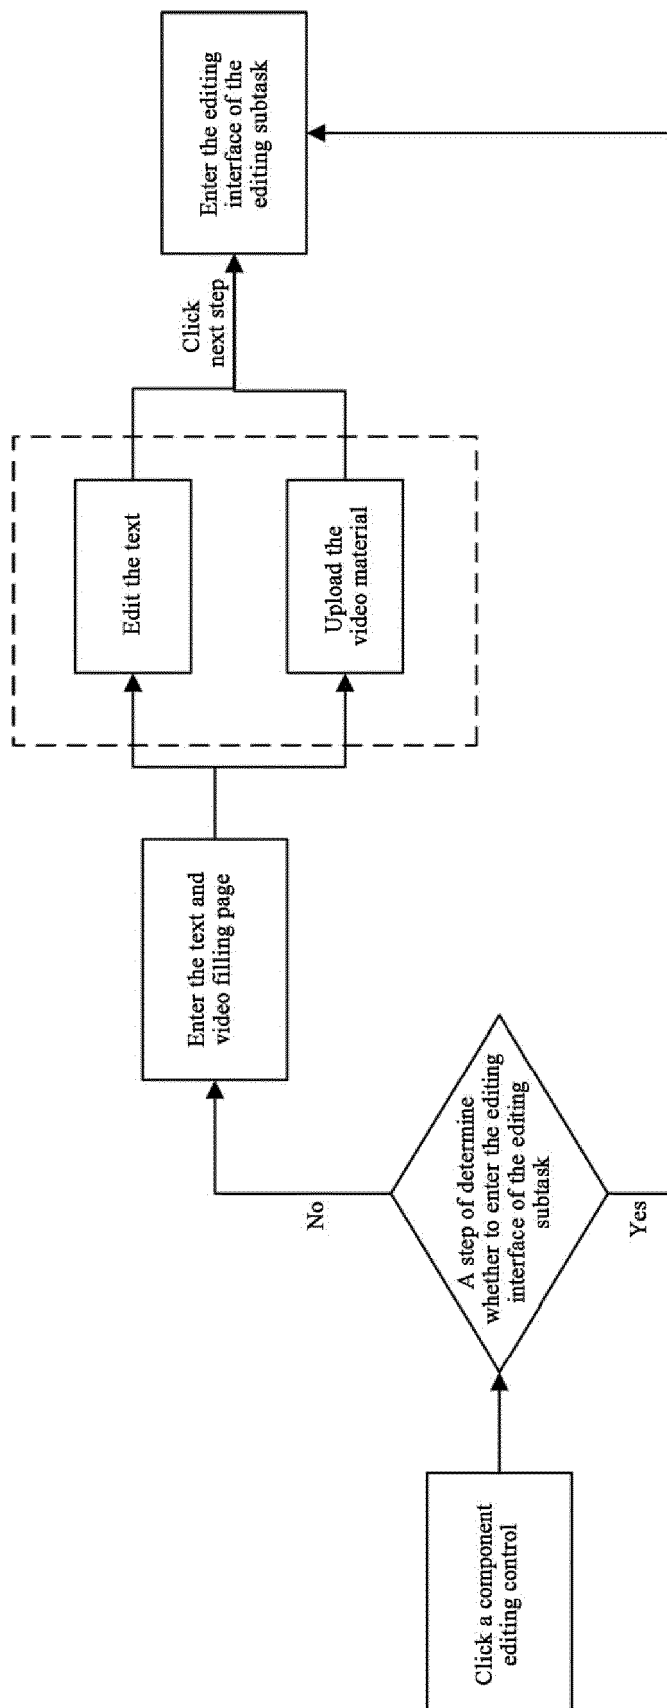 Click a component
editing control
A step of determine
whether to enter the editing
interface of the editing
subtask
No
Yes
Enter the text and
video filling page
Edit the text
Upload the
video material
Click
next step
Enter the editing
interface of the
editing subtask